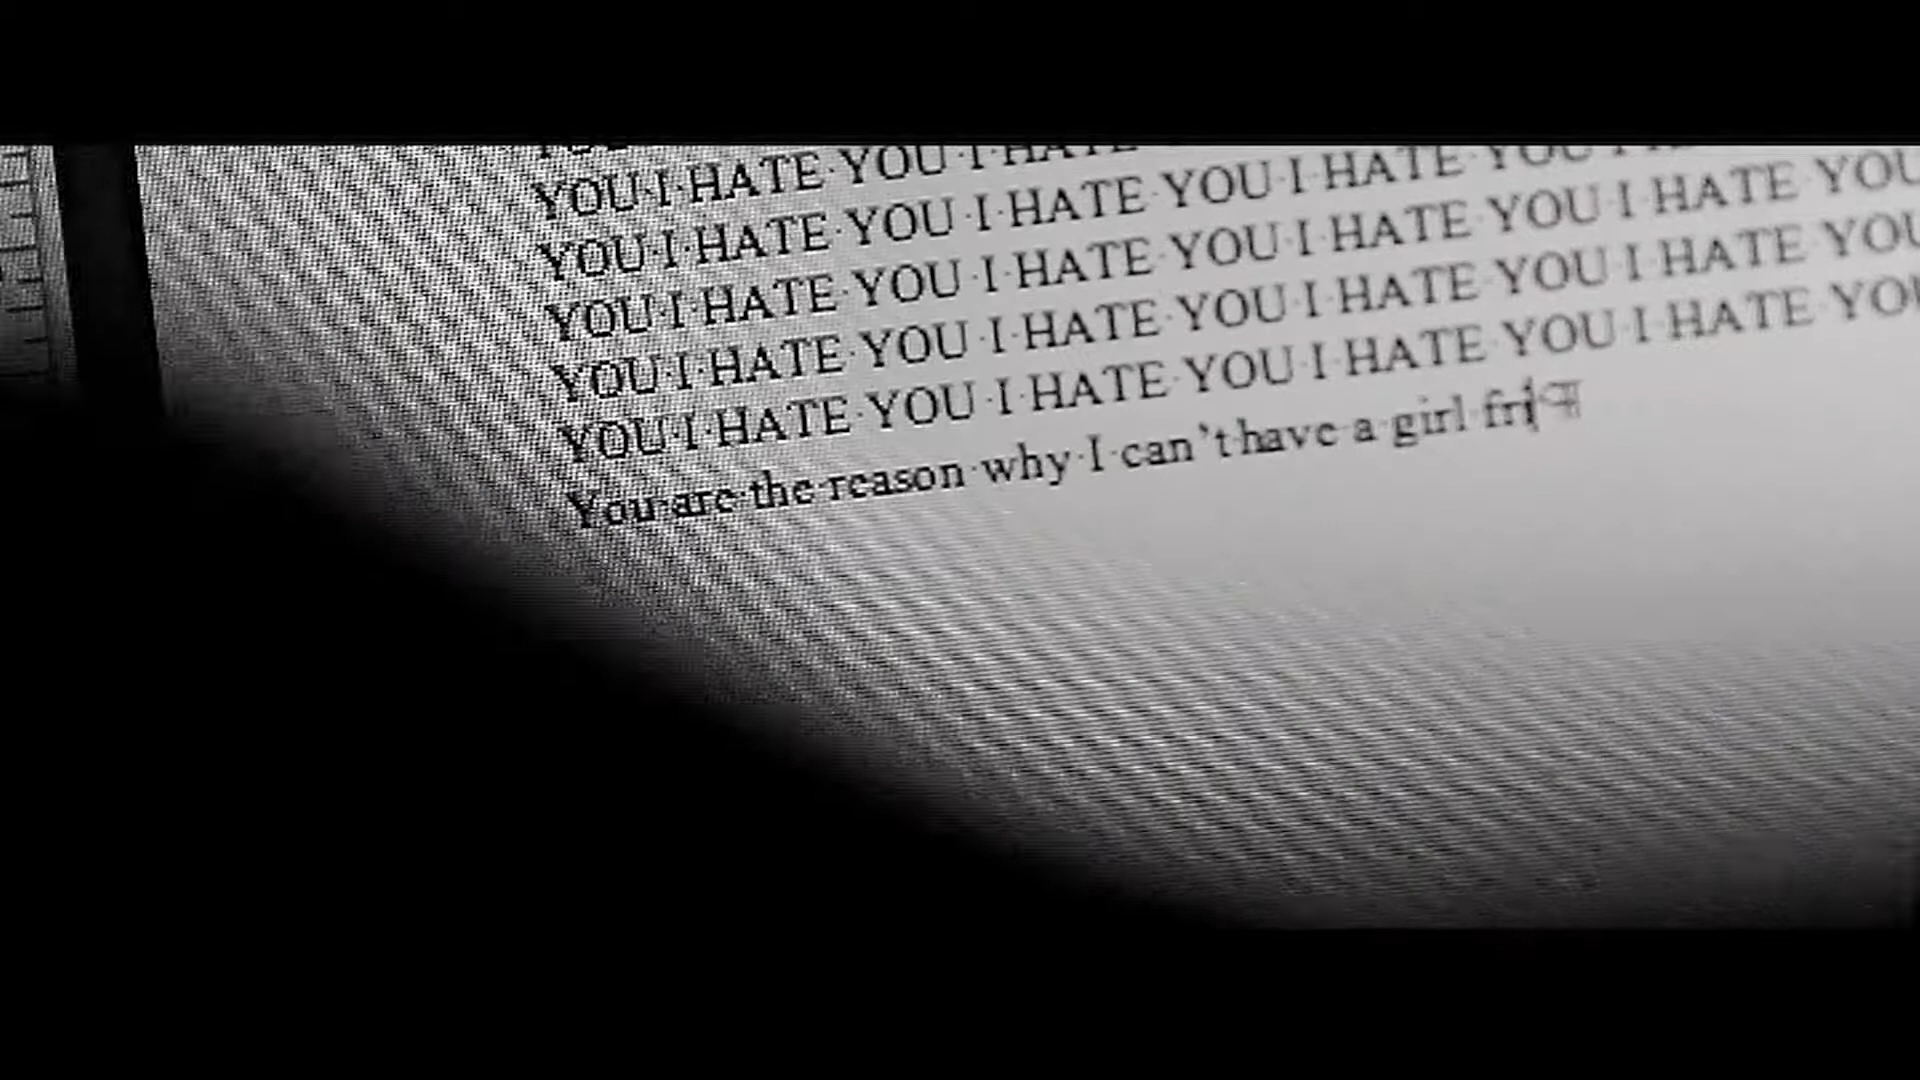 YOU I HATE YOU I HATE
YOU I HATE YOU I HATE YOU I HATE YOU
YOU I HATE YOU I HATE YOU I HATE YOU I HATE YOU
YOU I HATE YOU I HATE YOU I HATE YOU I HATE YOU
YOU I HATE YOU I HATE YOU I HATE YOU I HATE YO
You are the reason why I can't have a girl fri